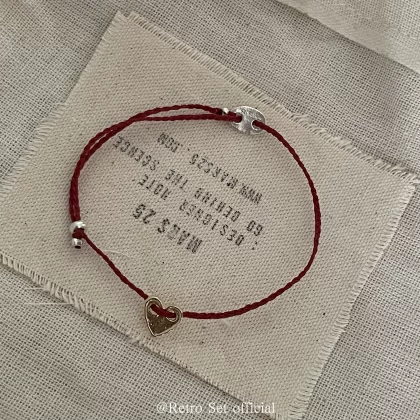 MARS 25
: DESIGNER NOTE
GO BEHIND THE SCENCE
WWW.MARS25 . COM
@Retro Set official